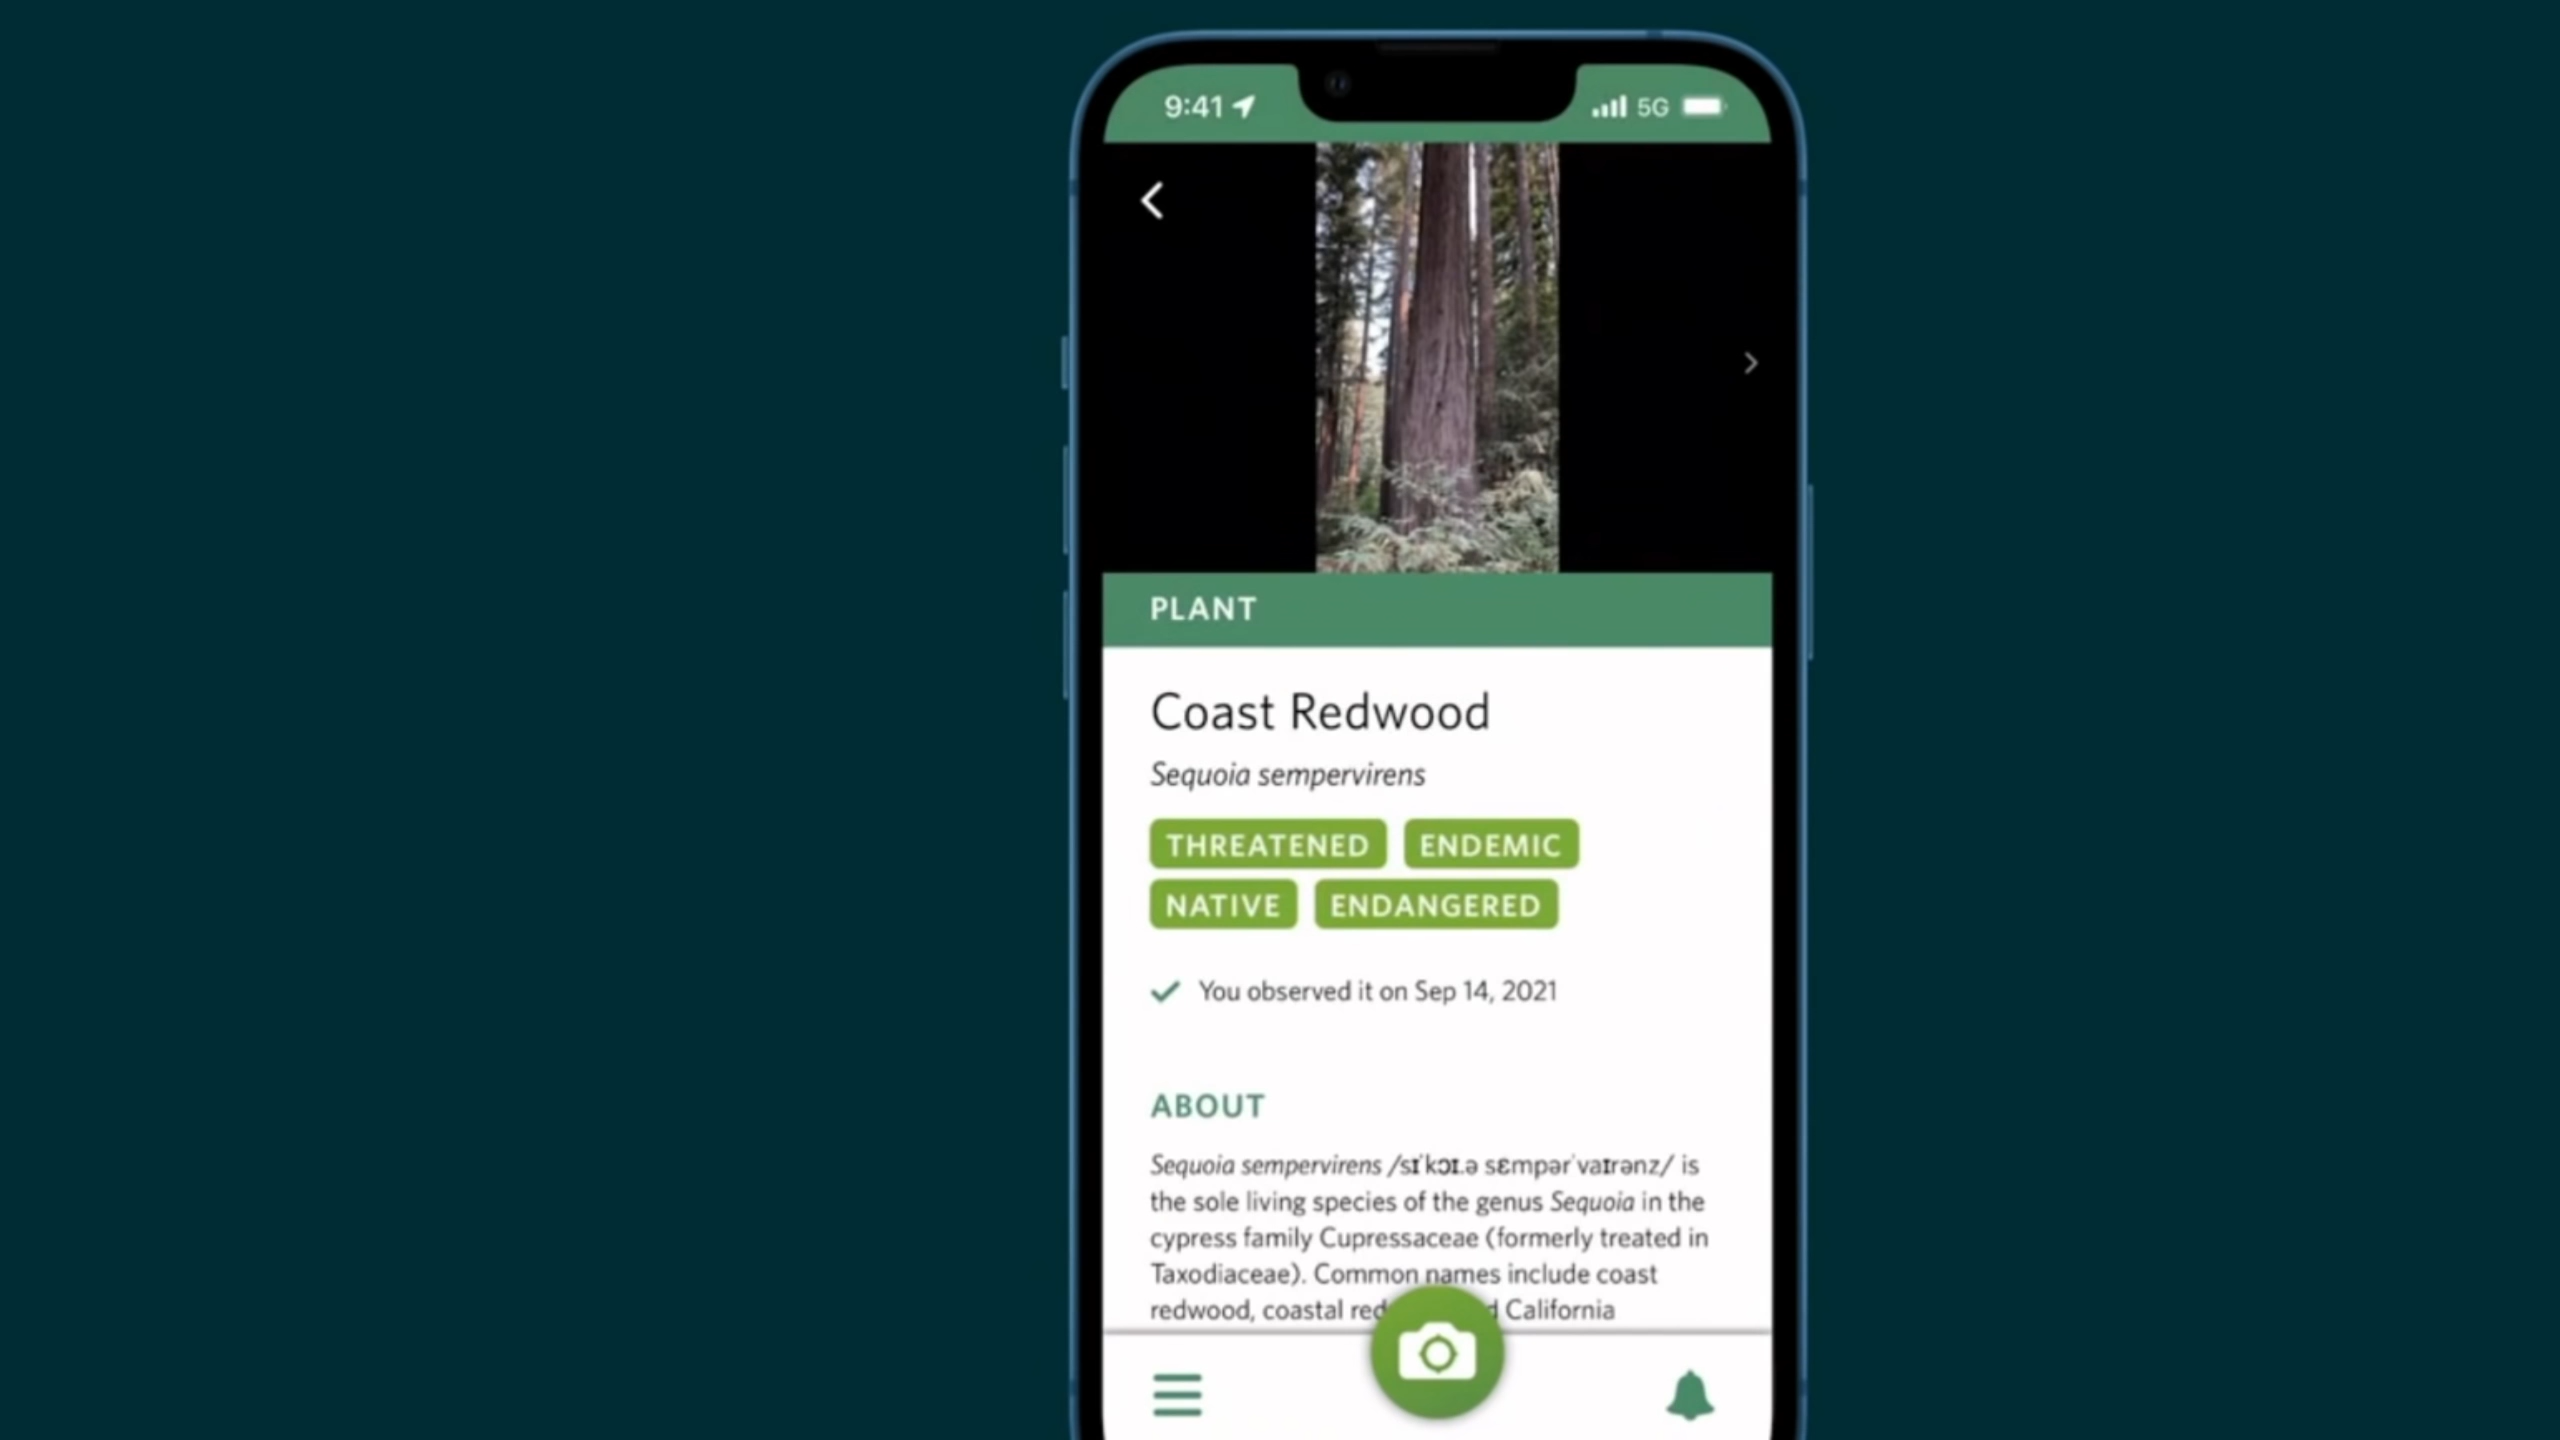 9:41 5G
PLANT
Coast Redwood
Sequoia sempervirens
THREATENED ENDEMIC
NATIVE ENDANGERED
You observed it on Sep 14, 2021
ABOUT
Sequoia sempervirens /sɪˈkɔɪ.ə sɛmpərˈvaɪrənz/ is
the sole living species of the genus Sequoia in the
cypress family Cupressaceae (formerly treated in
Taxodiaceae). Common names include coast
redwood, coastal California